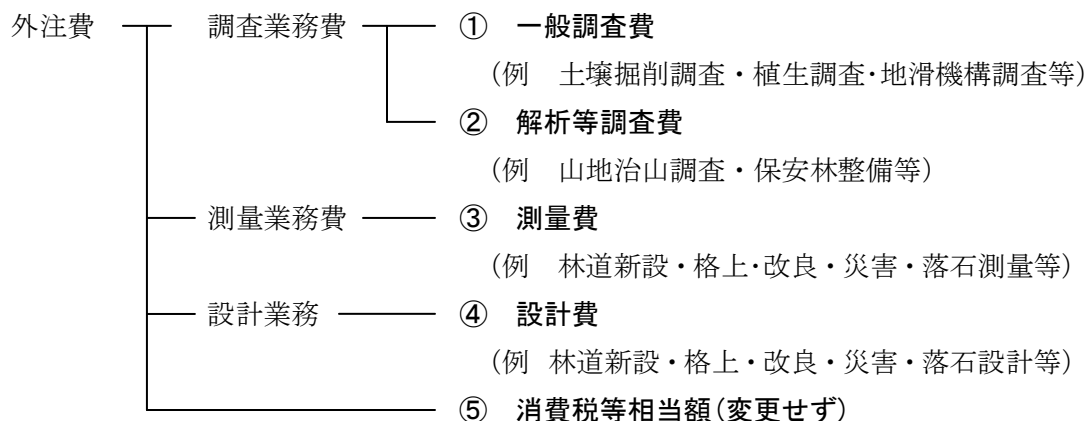 外注費 調査業務費 ① 一般調査費
(例 土壌掘削調査・植生調査・地滑機構調査等)
② 解析等調査費
(例 山地治山調査・保安林整備等)
測量業務費 ③ 測量費
(例 林道新設・格上・改良・災害・落石測量等)
設計業務 ④ 設計費
(例 林道新設・格上・改良・災害・落石設計等)
⑤ 消費税等相当額(変更せず)